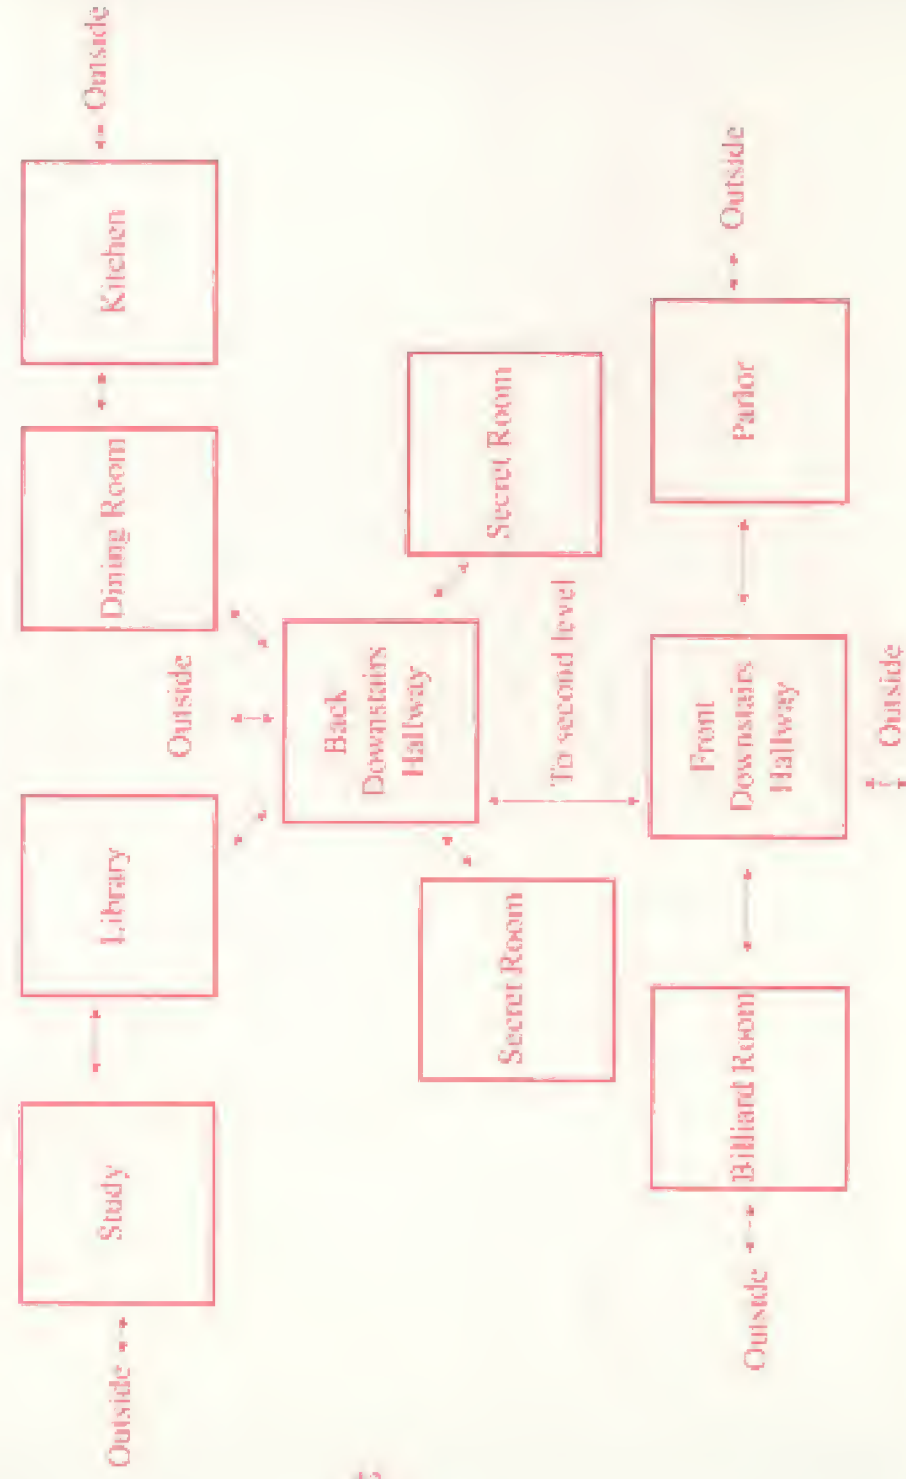 Outside
Study
Library
Dining Room
Kitchen
Outside
Outside
Back
Downstairs
Hallway
Secret Room
Secret Room
To second level
Outside
Billiard Room
Front
Downstairs
Hallway
Parlor
Outside
Outside